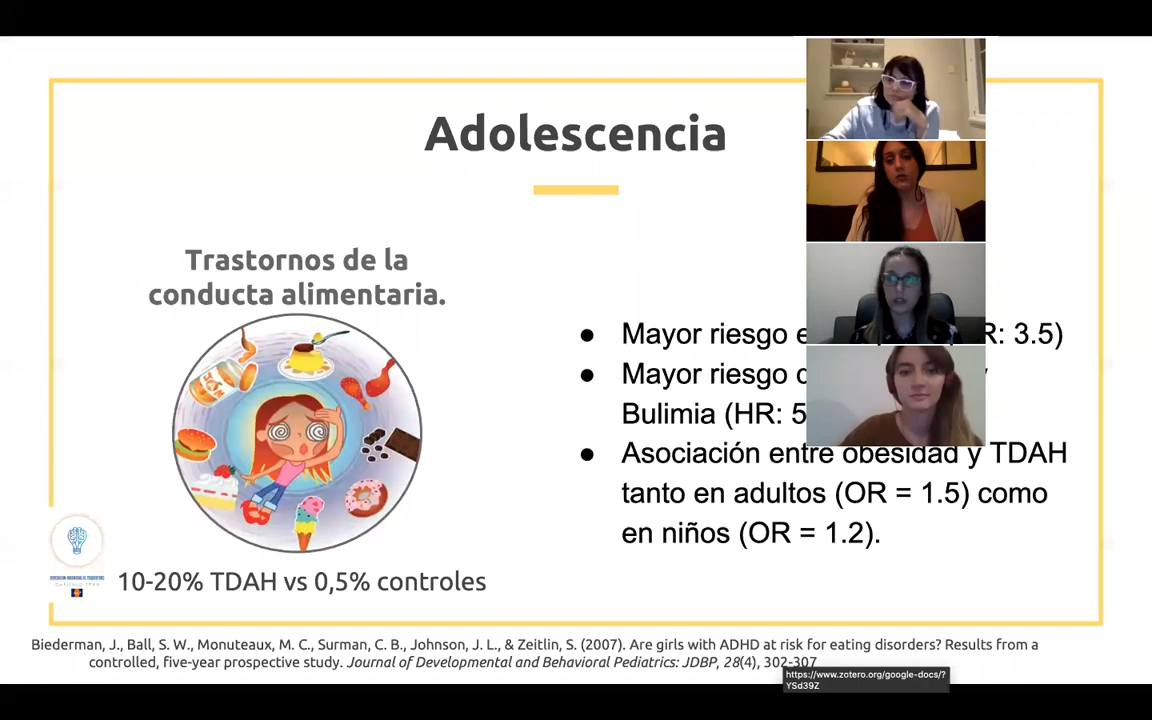 Adolescencia
Trastornos de la
conducta alimentaria.
10-20% TDAH vs 0,5% controles
● Mayor riesgo R: 3.5)
● Mayor riesgo
Bulimia (HR: 5
● Asociación entre obesidad y TDAH
tanto en adultos (OR = 1.5) como
en niños (OR = 1.2).
Biederman, J., Ball, S. W., Monuteaux, M. C., Surman, C. B., Johnson, J. L., & Zeitlin, S. (2007). Are girls with ADHD at risk for eating disorders? Results from a
controlled, five-year prospective study. Journal of Developmental and Behavioral Pediatrics: JDBP, 28(4), 302-307
https://www.zotero.org/google-docs/?
YSd39Z